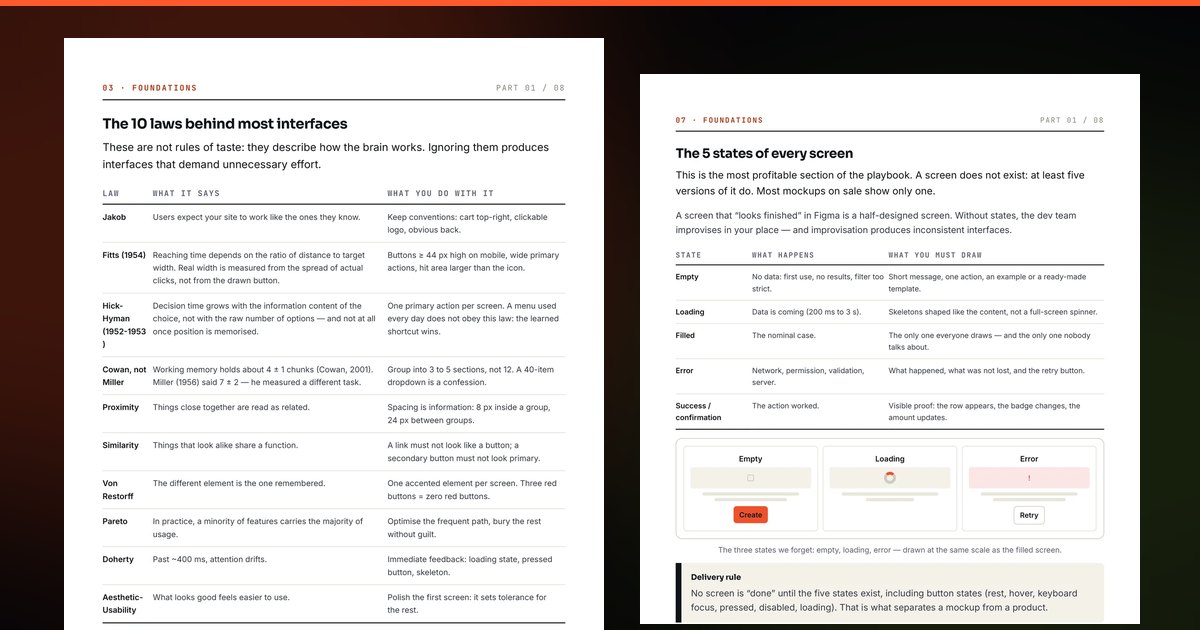 03 · FOUNDATIONS
PART 01 / 08
The 10 laws behind most interfaces
These are not rules of taste: they describe how the brain works. Ignoring them produces
interfaces that demand unnecessary effort.
LAW WHAT IT SAYS WHAT YOU DO WITH IT
Jakob Users expect your site to work like the ones they know. Keep conventions: cart top-right, clickable
logo, obvious back.
Fitts (1954) Reaching time depends on the ratio of distance to target Buttons ≥ 44 px high on mobile, wide primary
width. Real width is measured from the spread of actual actions, hit area larger than the icon.
clicks, not from the drawn button.
Hick- Decision time grows with the information content of the One primary action per screen. A menu used
Hyman choice, not with the raw number of options — and not at all every day does not obey this law: the learned
(1952-1953 once position is memorised. shortcut wins.
)
Cowan, not Working memory holds about 4 ± 1 chunks (Cowan, 2001). Group into 3 to 5 sections, not 12. A 40-item
Miller Miller (1956) said 7 ± 2 — he measured a different task. dropdown is a confession.
Proximity Things close together are read as related. Spacing is information: 8 px inside a group,
24 px between groups.
Similarity Things that look alike share a function. A link must not look like a button; a
secondary button must not look primary.
Von The different element is the one remembered. One accented element per screen. Three red
Restorff buttons = zero red buttons.
Pareto In practice, a minority of features carries the majority of Optimise the frequent path, bury the rest
usage. without guilt.
Doherty Past ~400 ms, attention drifts. Immediate feedback: loading state, pressed
button, skeleton.
Aesthetic- What looks good feels easier to use. Polish the first screen: it sets tolerance for
Usability the rest.
07 · FOUNDATIONS
PART 01 / 08
The 5 states of every screen
This is the most profitable section of the playbook. A screen does not exist: at least five
versions of it do. Most mockups on sale show only one.
A screen that “looks finished” in Figma is a half-designed screen. Without states, the dev team
improvises in your place — and improvisation produces inconsistent interfaces.
STATE WHAT HAPPENS WHAT YOU MUST DRAW
Empty No data: first use, no results, filter too Short message, one action, an example or a ready-made
strict. template.
Loading Data is coming (200 ms to 3 s). Skeletons shaped like the content, not a full-screen spinner.
Filled The nominal case. The only one everyone draws — and the only one nobody
talks about.
Error Network, permission, validation, What happened, what was not lost, and the retry button.
server.
Success / The action worked. Visible proof: the row appears, the badge changes, the
confirmation amount updates.
Empty Loading Error
!
Create Retry
The three states we forget: empty, loading, error — drawn at the same scale as the filled screen.
Delivery rule
No screen is “done” until the five states exist, including button states (rest, hover, keyboard
focus, pressed, disabled, loading). That is what separates a mockup from a product.